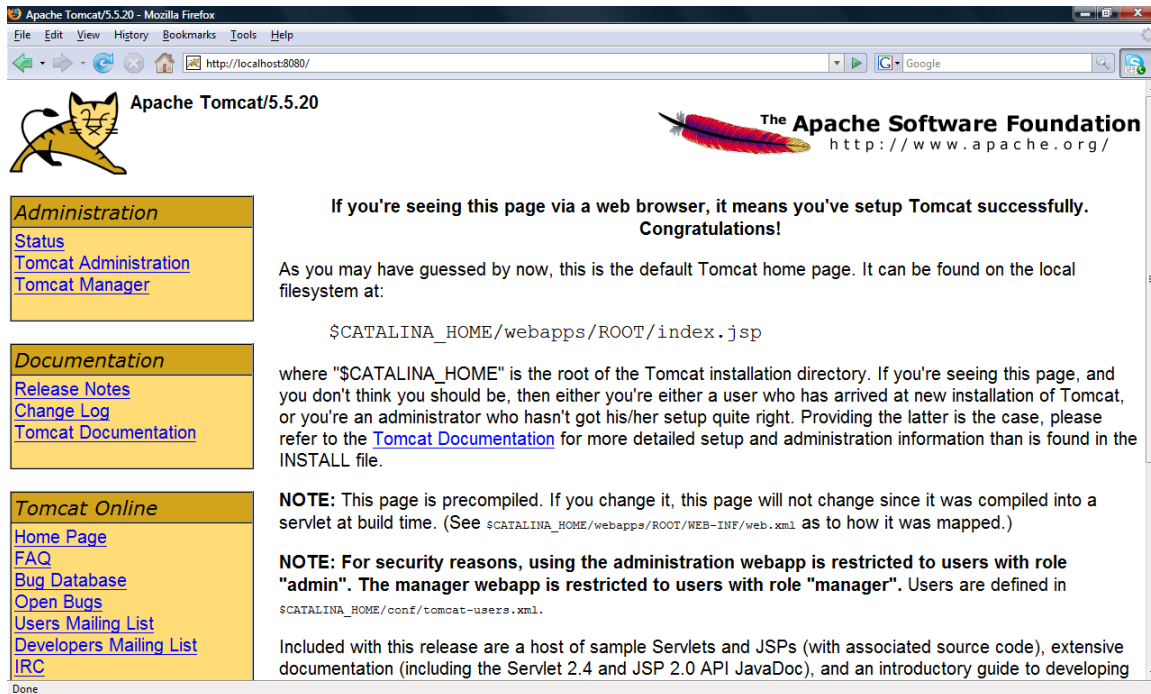 Apache Tomcat/5.5.20 - Mozilla Firefox
File Edit View History Bookmarks Tools Help
http://localhost:8080/
G Google
Apache Tomcat/5.5.20
The Apache Software Foundation
http://www.apache.org/
Administration
Status
Tomcat Administration
Tomcat Manager
Documentation
Release Notes
Change Log
Tomcat Documentation
Tomcat Online
Home Page
FAQ
Bug Database
Open Bugs
Users Mailing List
Developers Mailing List
IRC
If you're seeing this page via a web browser, it means you've setup Tomcat successfully.
Congratulations!
As you may have guessed by now, this is the default Tomcat home page. It can be found on the local
filesystem at:
$CATALINA_HOME/webapps/ROOT/index.jsp
where "$CATALINA_HOME" is the root of the Tomcat installation directory. If you're seeing this page, and
you don't think you should be, then either you're either a user who has arrived at new installation of Tomcat,
or you're an administrator who hasn't got his/her setup quite right. Providing the latter is the case, please
refer to the Tomcat Documentation for more detailed setup and administration information than is found in the
INSTALL file.
NOTE: This page is precompiled. If you change it, this page will not change since it was compiled into a
servlet at build time. (See $CATALINA_HOME/webapps/ROOT/WEB-INF/web.xml as to how it was mapped.)
NOTE: For security reasons, using the administration webapp is restricted to users with role
"admin". The manager webapp is restricted to users with role "manager". Users are defined in
$CATALINA_HOME/conf/tomcat-users.xml.
Included with this release are a host of sample Servlets and JSPs (with associated source code), extensive
documentation (including the Servlet 2.4 and JSP 2.0 API JavaDoc), and an introductory guide to developing
Done